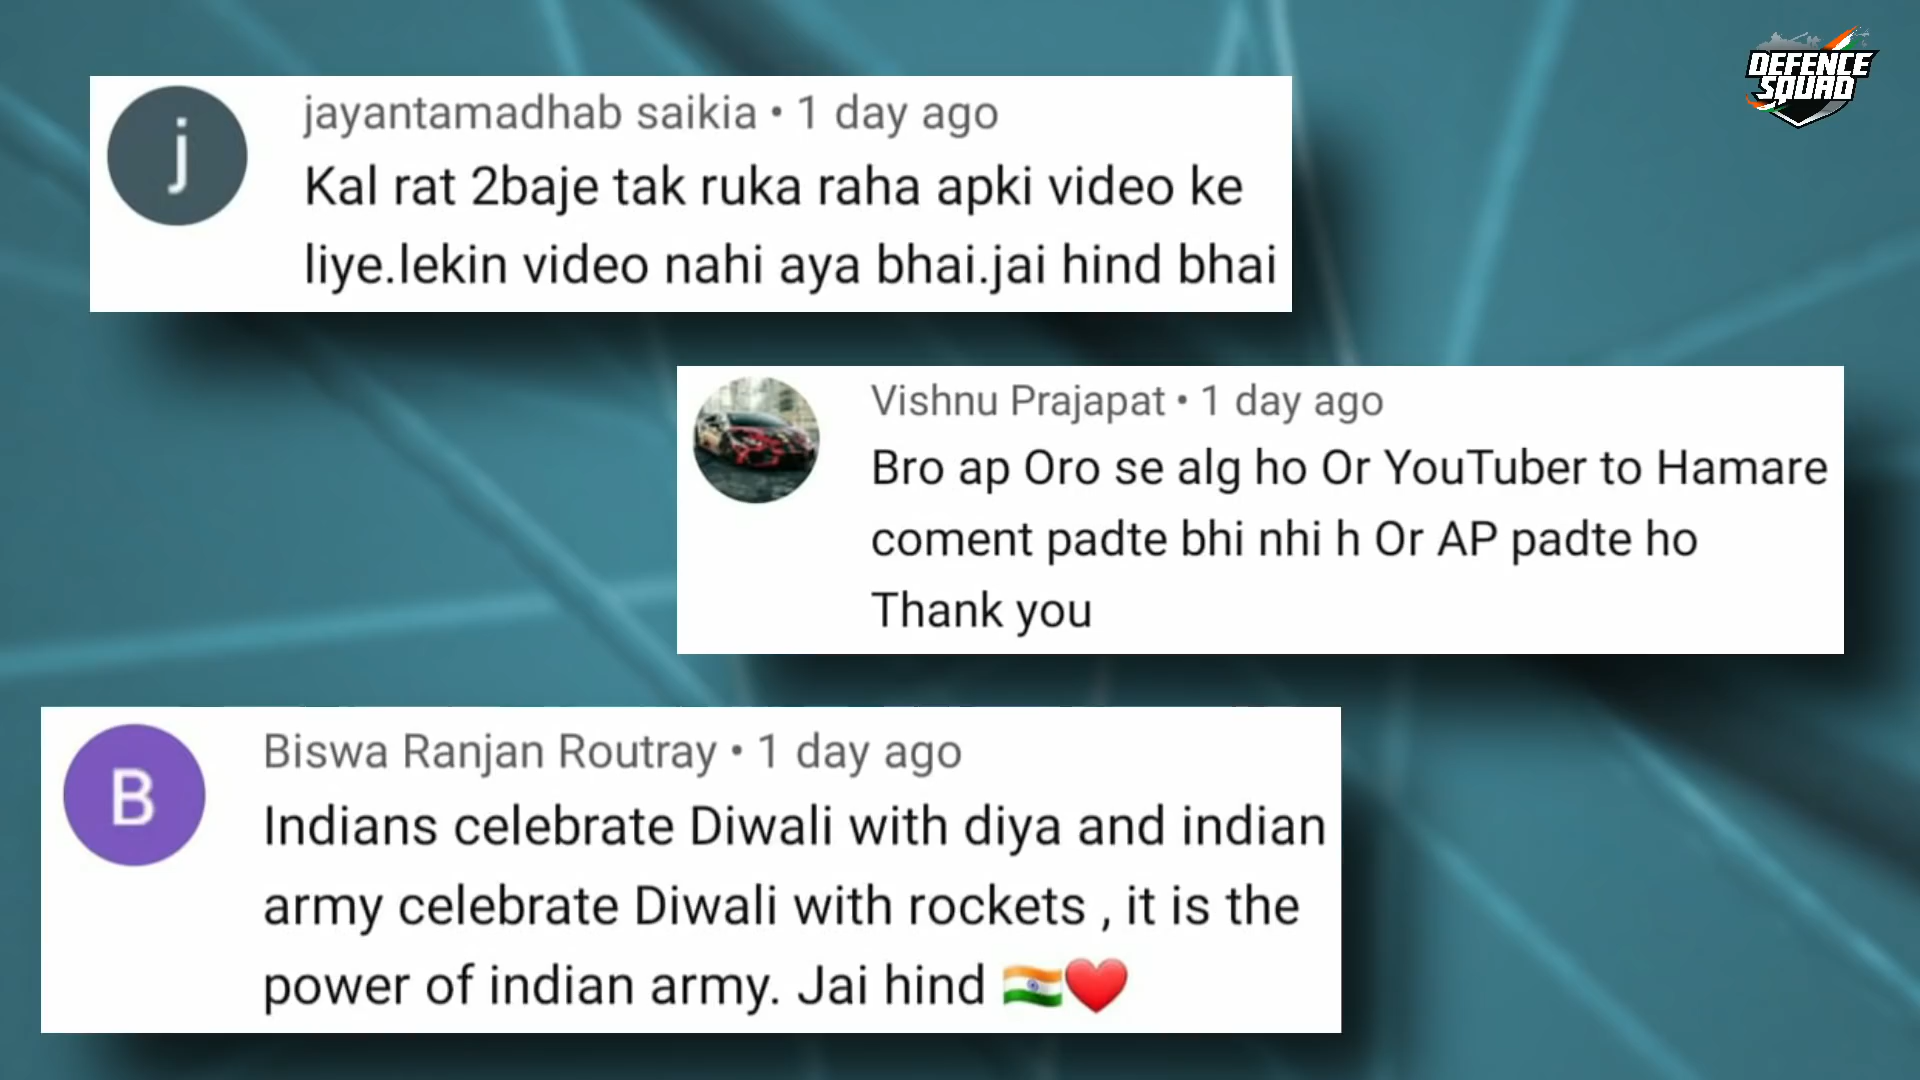 DEFENCE
SQUAD
j
jayantamadhab saikia • 1 day ago
Kal rat 2baje tak ruka raha apki video ke
liye.lekin video nahi aya bhai.jai hind bhai
Vishnu Prajapat • 1 day ago
Bro ap Oro se alg ho Or YouTuber to Hamare
coment padte bhi nhi h Or AP padte ho
Thank you
B
Biswa Ranjan Routray • 1 day ago
Indians celebrate Diwali with diya and indian
army celebrate Diwali with rockets , it is the
power of indian army. Jai hind 🇮🇳❤️